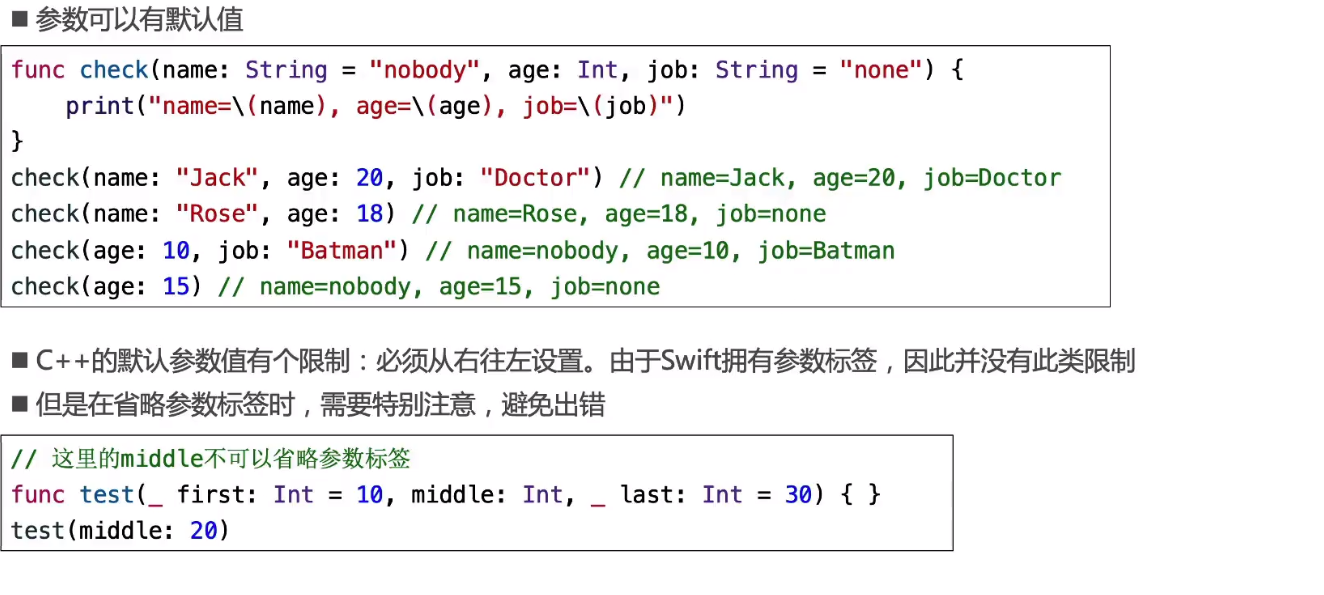 ■ 参数可以有默认值
func check(name: String = "nobody", age: Int, job: String = "none") {
    print("name=\(name), age=\(age), job=\(job)")
}
check(name: "Jack", age: 20, job: "Doctor") // name=Jack, age=20, job=Doctor
check(name: "Rose", age: 18) // name=Rose, age=18, job=none
check(age: 10, job: "Batman") // name=nobody, age=10, job=Batman
check(age: 15) // name=nobody, age=15, job=none
■ C++的默认参数值有个限制：必须从右往左设置。由于Swift拥有参数标签，因此并没有此类限制
■ 但是在省略参数标签时，需要特别注意，避免出错
// 这里的middle不可以省略参数标签
func test(_ first: Int = 10, middle: Int, _ last: Int = 30) { }
test(middle: 20)